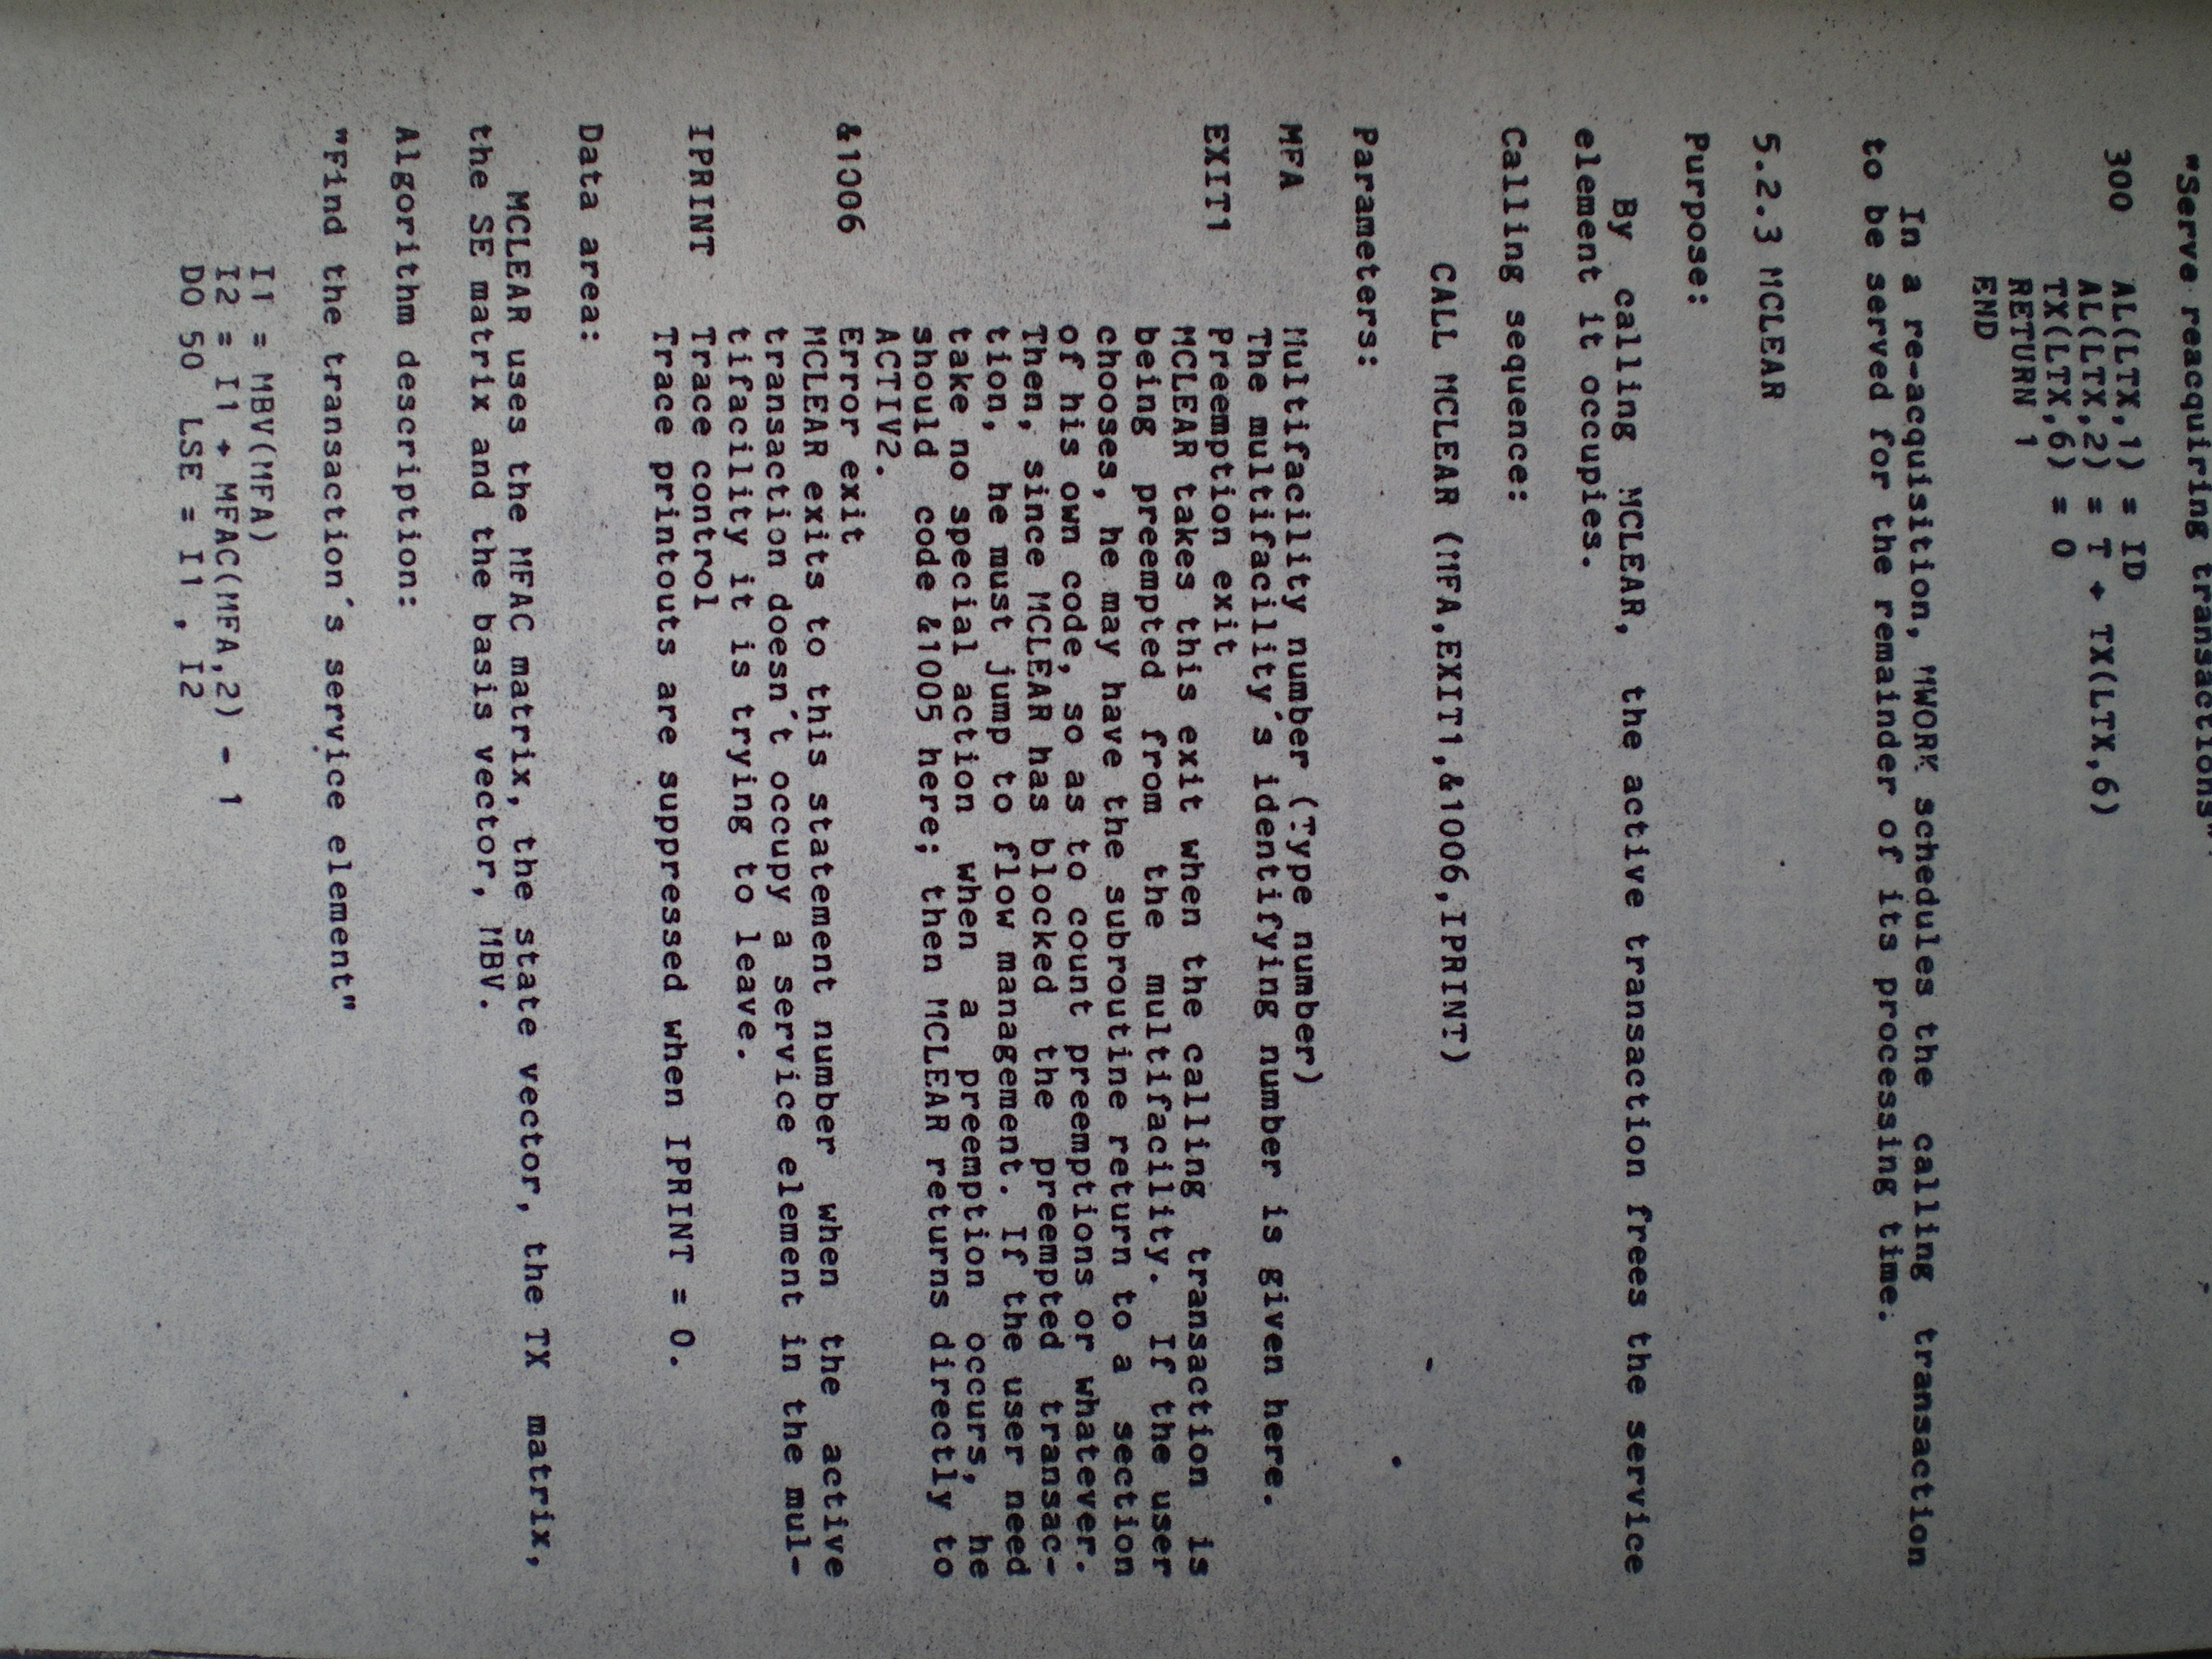 "Serve reacquiring transactions"
300 AL(LTX,1) = ID
AL(LTX,2) = T + TX(LTX,6)
TX(LTX,6) = 0
RETURN 1
END
In a re-acquisition, MWORK schedules the calling transaction
to be served for the remainder of its processing time.
5.2.3 MCLEAR
Purpose:
By calling MCLEAR, the active transaction frees the service
element it occupies.
Calling sequence:
CALL MCLEAR (MFA,EXIT1,&1006,IPRINT)
Parameters:
MFA Multifacility number (Type number)
The multifacility's identifying number is given here.
EXIT1 Preemption exit
MCLEAR takes this exit when the calling transaction is
being preempted from the multifacility. If the user
chooses, he may have the subroutine return to a section
of his own code, so as to count preemptions or whatever.
Then, since MCLEAR has blocked the preempted transac-
tion, he must jump to flow management. If the user need
take no special action when a preemption occurs, he
should code &1005 here; then MCLEAR returns directly to
ACTIV2.
&1006 Error exit
MCLEAR exits to this statement number when the active
transaction doesn't occupy a service element in the mul-
tifacility it is trying to leave.
IPRINT Trace control
Trace printouts are suppressed when IPRINT = 0.
Data area:
MCLEAR uses the MFAC matrix, the state vector, the TX matrix,
the SE matrix and the basis vector, MBV.
Algorithm description:
"Find the transaction's service element"
I1 = MBV(MFA)
I2 = I1 + MFAC(MFA,2) - 1
DO 50 LSE = I1 , I2